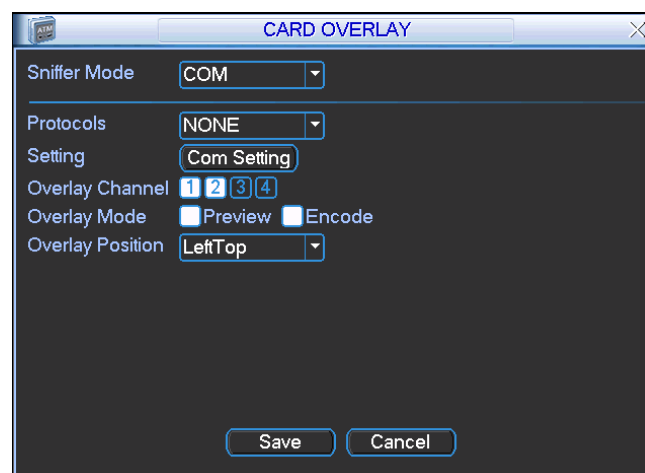 ATM
CARD OVERLAY
Sniffer Mode COM
Protocols NONE
Setting Com Setting
Overlay Channel 1 2 3 4
Overlay Mode Preview Encode
Overlay Position LeftTop
Save Cancel